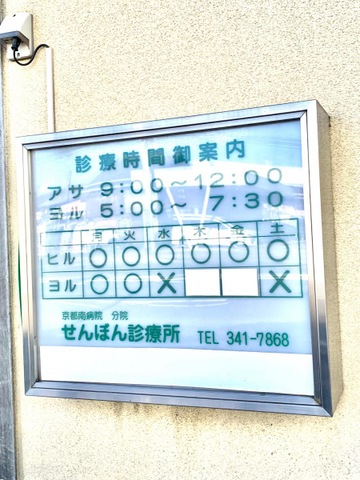 診療時間御案内
アサ 9:00~12:00
ヨル 5:00~ 7:30
月 火 水 木 金 土
ヒル ○ ○ ○ ○ ○ ○
ヨル ○ ○ X X
京都南病院 分院
せんぼん診療所 TEL 341-7868